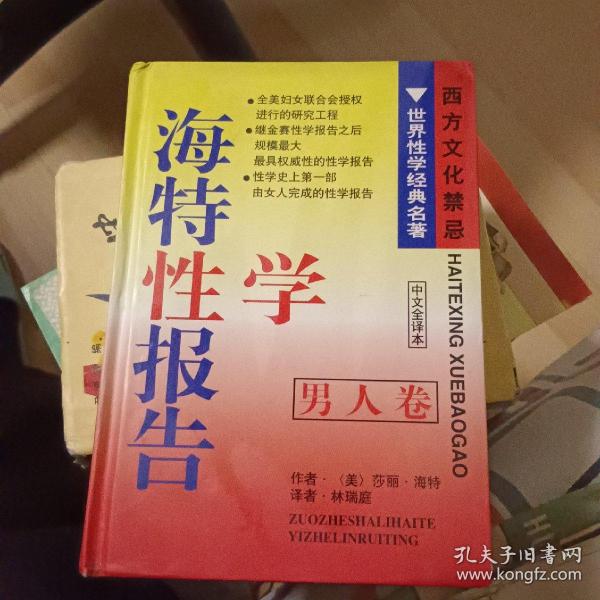 西方文化禁忌
▼世界性学经典名著
●全美妇女联合会授权
进行的研究工程
●继金赛性学报告之后
规模最大
最具权威性的性学报告
●性学史上第一部
由女人完成的性学报告
海特性学报告
HAITEXING XUEBAOGAO
中文全译本
男人卷
作者·〈美〉莎丽·海特
译者·林瑞庭
ZUOZHESHALIHAITE
YIZHELINRUITING
孔夫子旧书网
www.kongfz.com